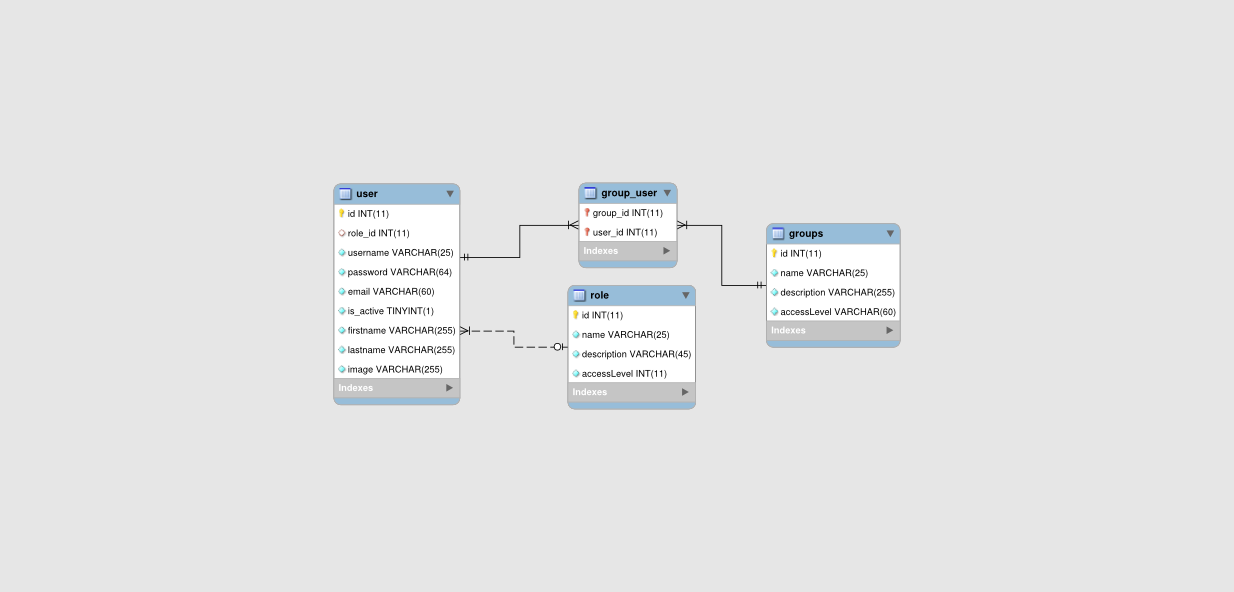 user
id INT(11)
role_id INT(11)
username VARCHAR(25)
password VARCHAR(64)
email VARCHAR(60)
is_active TINYINT(1)
firstname VARCHAR(255)
lastname VARCHAR(255)
image VARCHAR(255)
Indexes
group_user
group_id INT(11)
user_id INT(11)
Indexes
role
id INT(11)
name VARCHAR(25)
description VARCHAR(45)
accessLevel INT(11)
Indexes
groups
id INT(11)
name VARCHAR(25)
description VARCHAR(255)
accessLevel VARCHAR(60)
Indexes